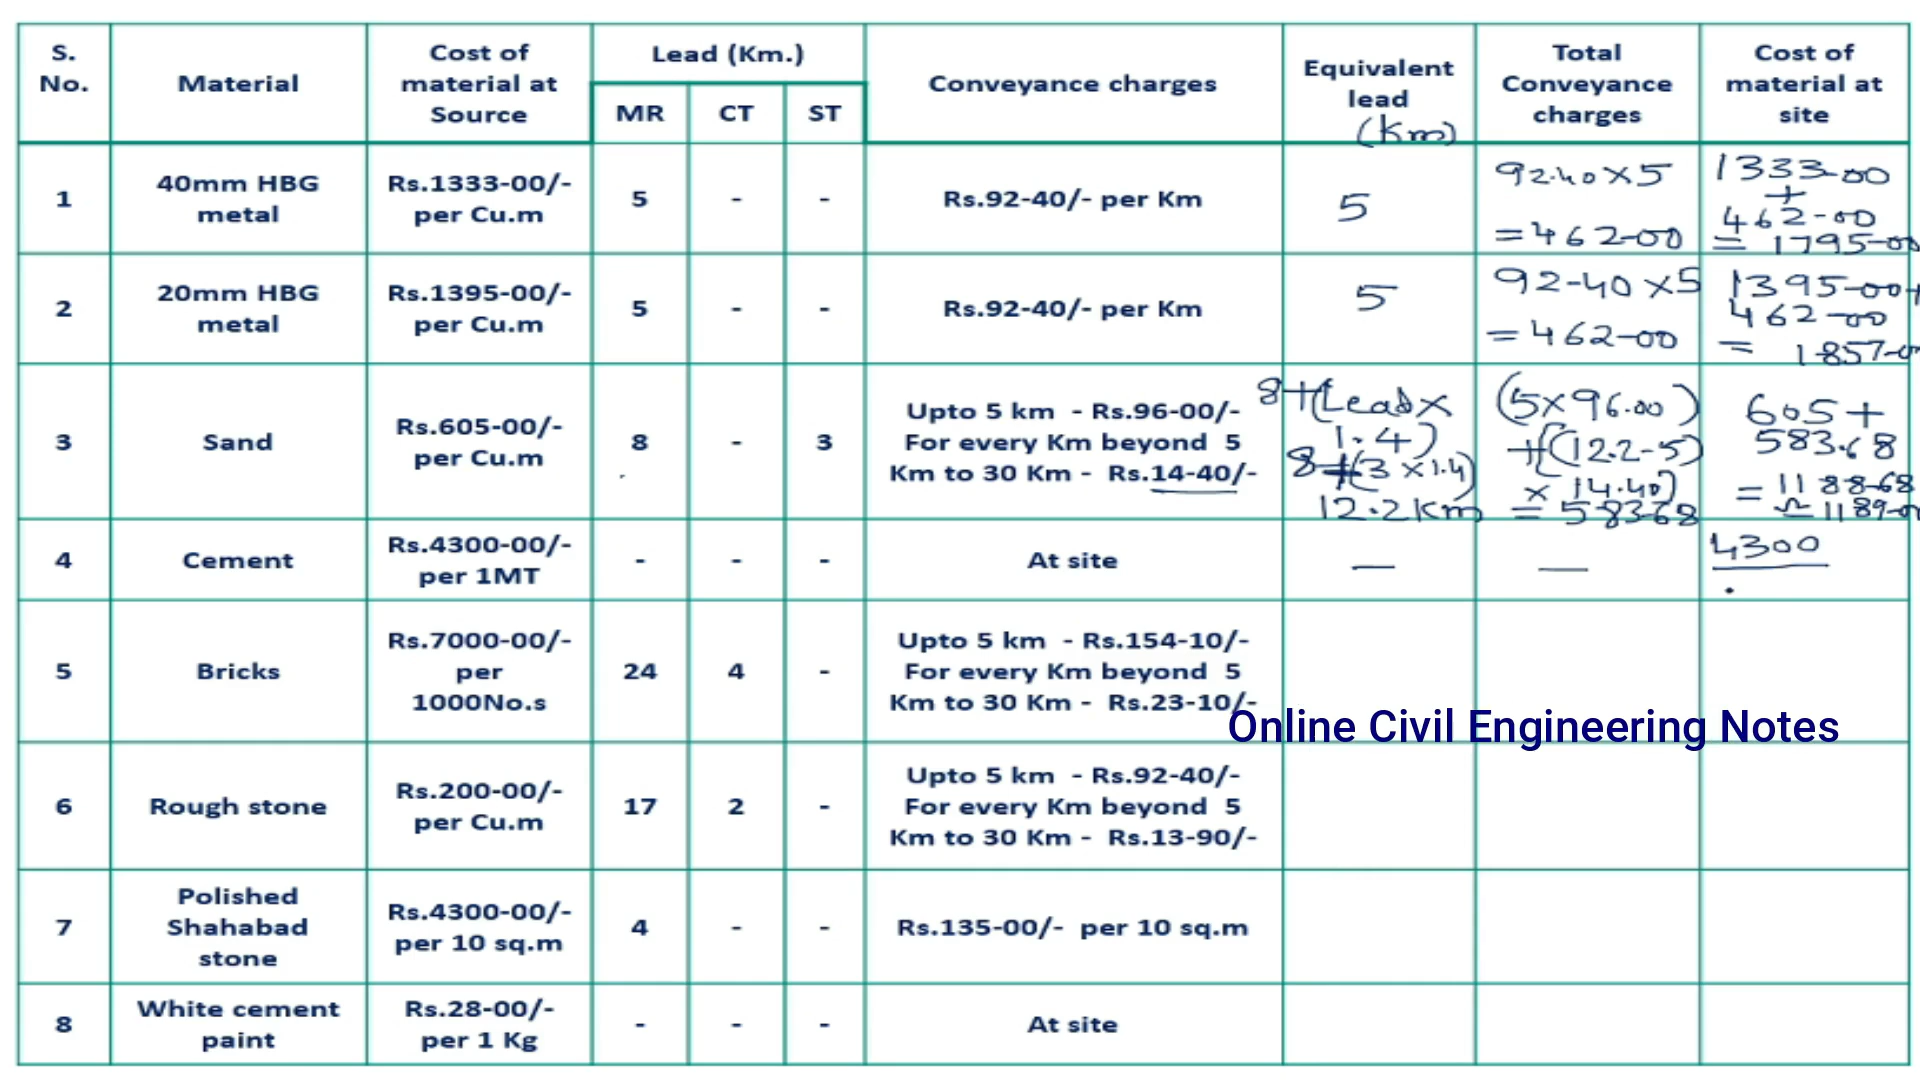 S.
No.
Material
Cost of
material at
Source
Lead (Km.)
MR CT ST
Conveyance charges
Equivalent
lead
(Km)
Total
Conveyance
charges
Cost of
material at
site
1
40mm HBG
metal
Rs.1333-00/-
per Cu.m
5 - -
Rs.92-40/- per Km
5
92.40×5
=462-00
1333-00
+
462-00
= 1795-00
2
20mm HBG
metal
Rs.1395-00/-
per Cu.m
5 - -
Rs.92-40/- per Km
5
92-40×5
=462-00
1395-00+
462-00
= 1857-0
3
Sand
Rs.605-00/-
per Cu.m
8 - 3
Upto 5 km - Rs.96-00/-
For every Km beyond 5
Km to 30 Km - Rs.14-40/-
8+(Lead×
1.4)
8+(3×1.4)
12.2Km
(5×96.00)
+((12.2-5)
× 14.40)
= 583-68
605+
583.68
= 1188-68
≃ 1189-00
4
Cement
Rs.4300-00/-
per 1MT
- - -
At site
—
—
4300
5
Bricks
Rs.7000-00/-
per
1000No.s
24 4 -
Upto 5 km - Rs.154-10/-
For every Km beyond 5
Km to 30 Km - Rs.23-10/-
Online Civil Engineering Notes
6
Rough stone
Rs.200-00/-
per Cu.m
17 2 -
Upto 5 km - Rs.92-40/-
For every Km beyond 5
Km to 30 Km - Rs.13-90/-
7
Polished
Shahabad
stone
Rs.4300-00/-
per 10 sq.m
4 - -
Rs.135-00/- per 10 sq.m
8
White cement
paint
Rs.28-00/-
per 1 Kg
- - -
At site